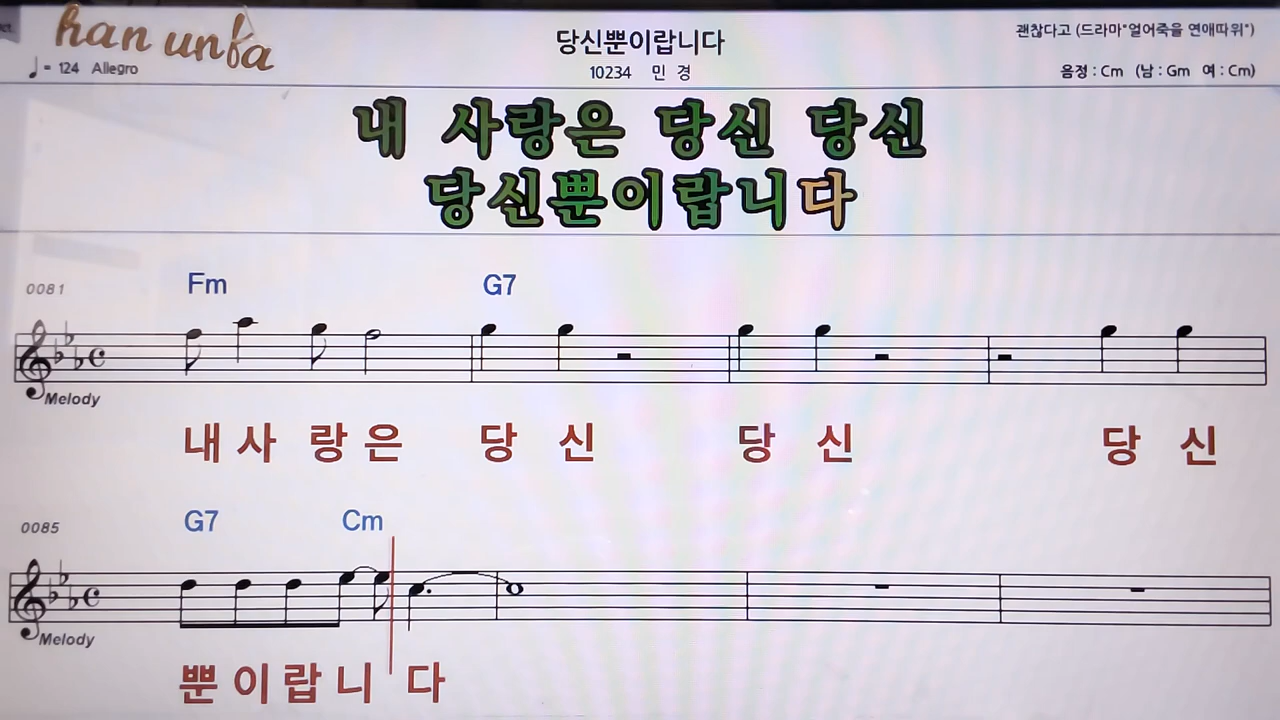 han unfa
당신뿐이랍니다
괜찮다고 (드라마"얼어죽을 연애따위")
♩= 124 Allegro
10234 민 경
음정 : Cm (남 : Gm 여 : Cm)
내 사랑은 당신 당신
당신뿐이랍니다
0081
Fm G7
Melody
내 사 랑 은 당 신 당 신 당 신
0085
G7 Cm
Melody
뿐 이 랍 니 다